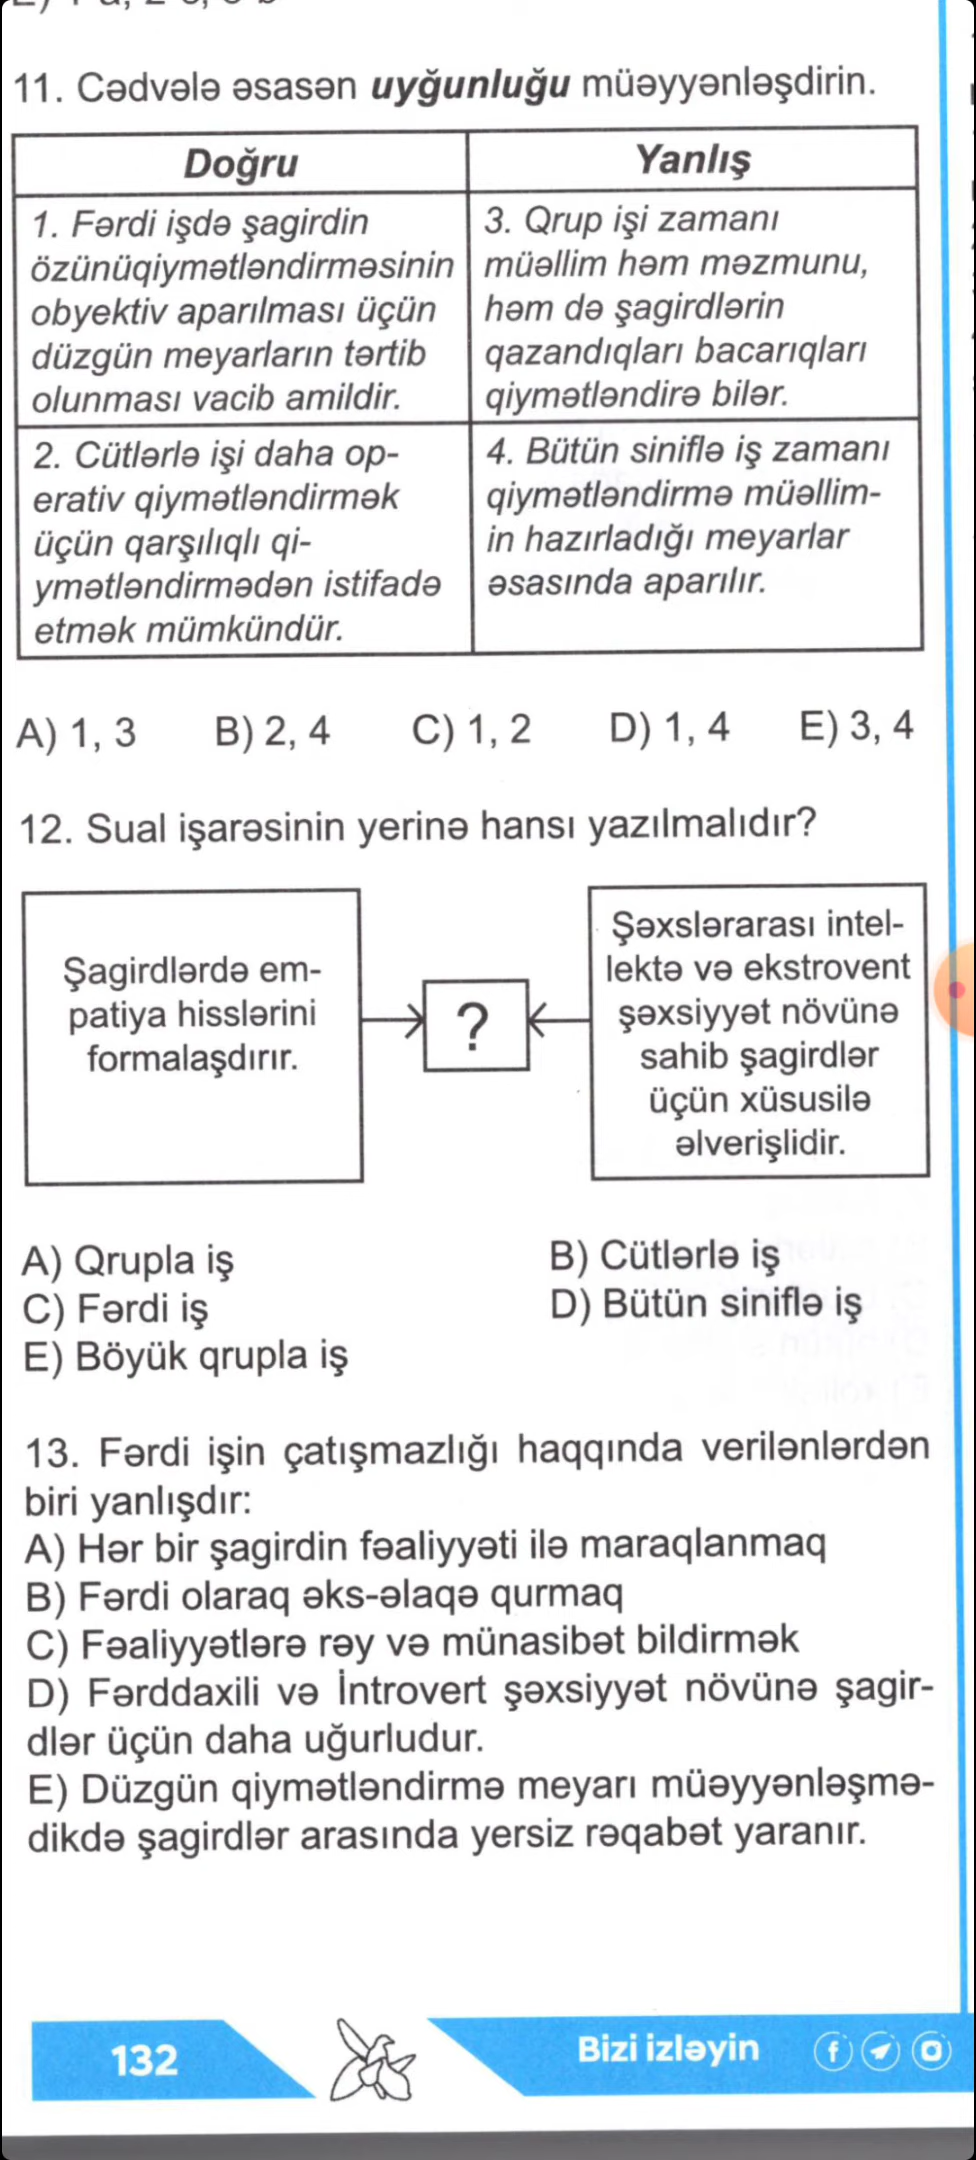 11. Cədvələ əsasən uyğunluğu müəyyənləşdirin.
Doğru
Yanlış
1. Fərdi işdə şagirdin
özünüqiymətləndirməsinin
obyektiv aparılması üçün
düzgün meyarların tərtib
olunması vacib amildir.
3. Qrup işi zamanı
müəllim həm məzmunu,
həm də şagirdlərin
qazandıqları bacarıqları
qiymətləndirə bilər.
2. Cütlərlə işi daha op-
erativ qiymətləndirmək
üçün qarşılıqlı qi-
ymətləndirmədən istifadə
etmək mümkündür.
4. Bütün siniflə iş zamanı
qiymətləndirmə müəllim-
in hazırladığı meyarlar
əsasında aparılır.
A) 1, 3 B) 2, 4 C) 1, 2 D) 1, 4 E) 3, 4
12. Sual işarəsinin yerinə hansı yazılmalıdır?
Şagirdlərdə em-
patiya hisslərini
formalaşdırır.
?
Şəxslərarası intel-
lektə və ekstrovent
şəxsiyyət növünə
sahib şagirdlər
üçün xüsusilə
əlverişlidir.
A) Qrupla iş B) Cütlərlə iş
C) Fərdi iş D) Bütün siniflə iş
E) Böyük qrupla iş
13. Fərdi işin çatışmazlığı haqqında verilənlərdən
biri yanlışdır:
A) Hər bir şagirdin fəaliyyəti ilə maraqlanmaq
B) Fərdi olaraq əks-əlaqə qurmaq
C) Fəaliyyətlərə rəy və münasibət bildirmək
D) Fərddaxili və İntrovert şəxsiyyət növünə şagir-
dlər üçün daha uğurludur.
E) Düzgün qiymətləndirmə meyarı müəyyənləşmə-
dikdə şagirdlər arasında yersiz rəqabət yaranır.
132
Bizi izləyin